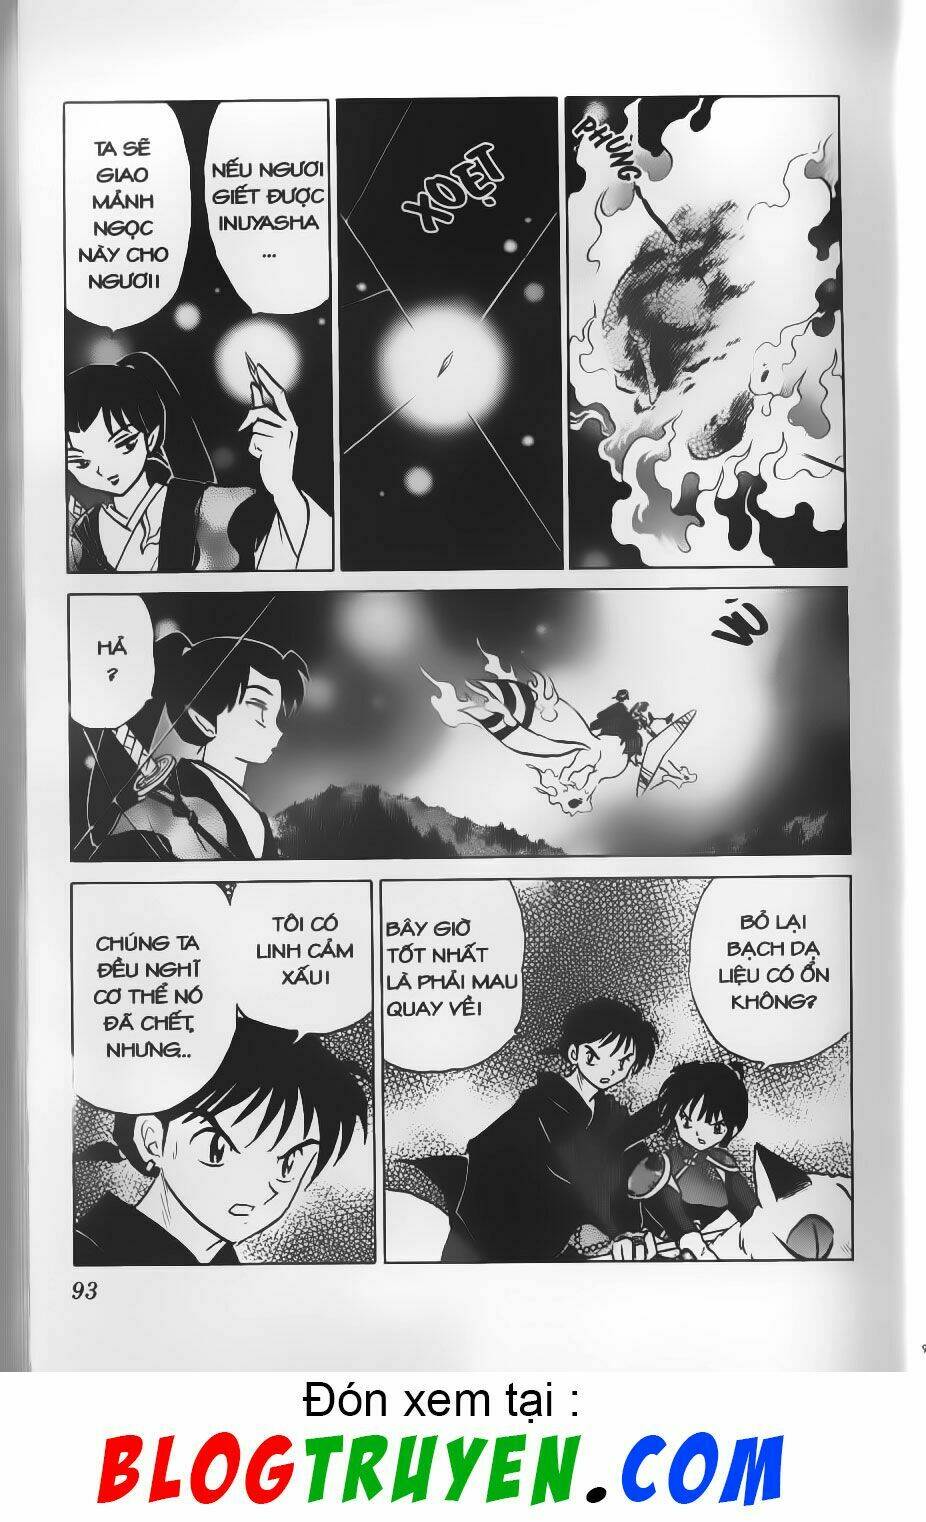 PHÙNG
XOẸT
NẾU NGƯƠI
GIẾT ĐƯỢC
INUYASHA
...
TA SẼ
GIAO
MẢNH
NGỌC
NÀY CHO
NGƯƠI!
VÙ
HẢ
?
BỎ LẠI
BẠCH DẠ
LIỆU CÓ ỔN
KHÔNG?
BÂY GIỜ
TỐT NHẤT
LÀ PHẢI MAU
QUAY VỀ!
TÔI CÓ
LINH CẢM
XẤU!
CHÚNG TA
ĐỀU NGHĨ
CƠ THỂ NÓ
ĐÃ CHẾT,
NHƯNG...
93
Đón xem tại :
BLOGTRUYEN.COM